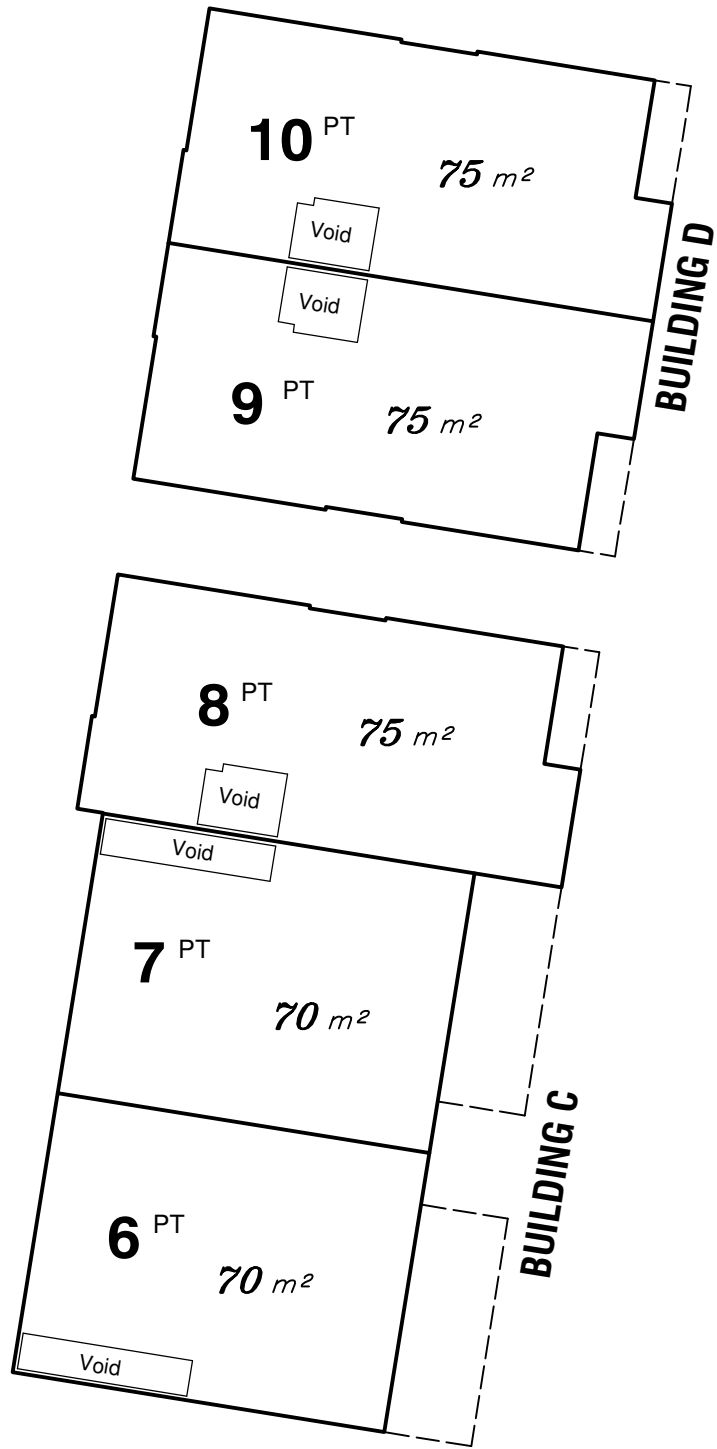 10 PT
75 m²
Void
Void
9 PT
75 m²
BUILDING D
8 PT
75 m²
Void
Void
7 PT
70 m²
6 PT
70 m²
Void
BUILDING C